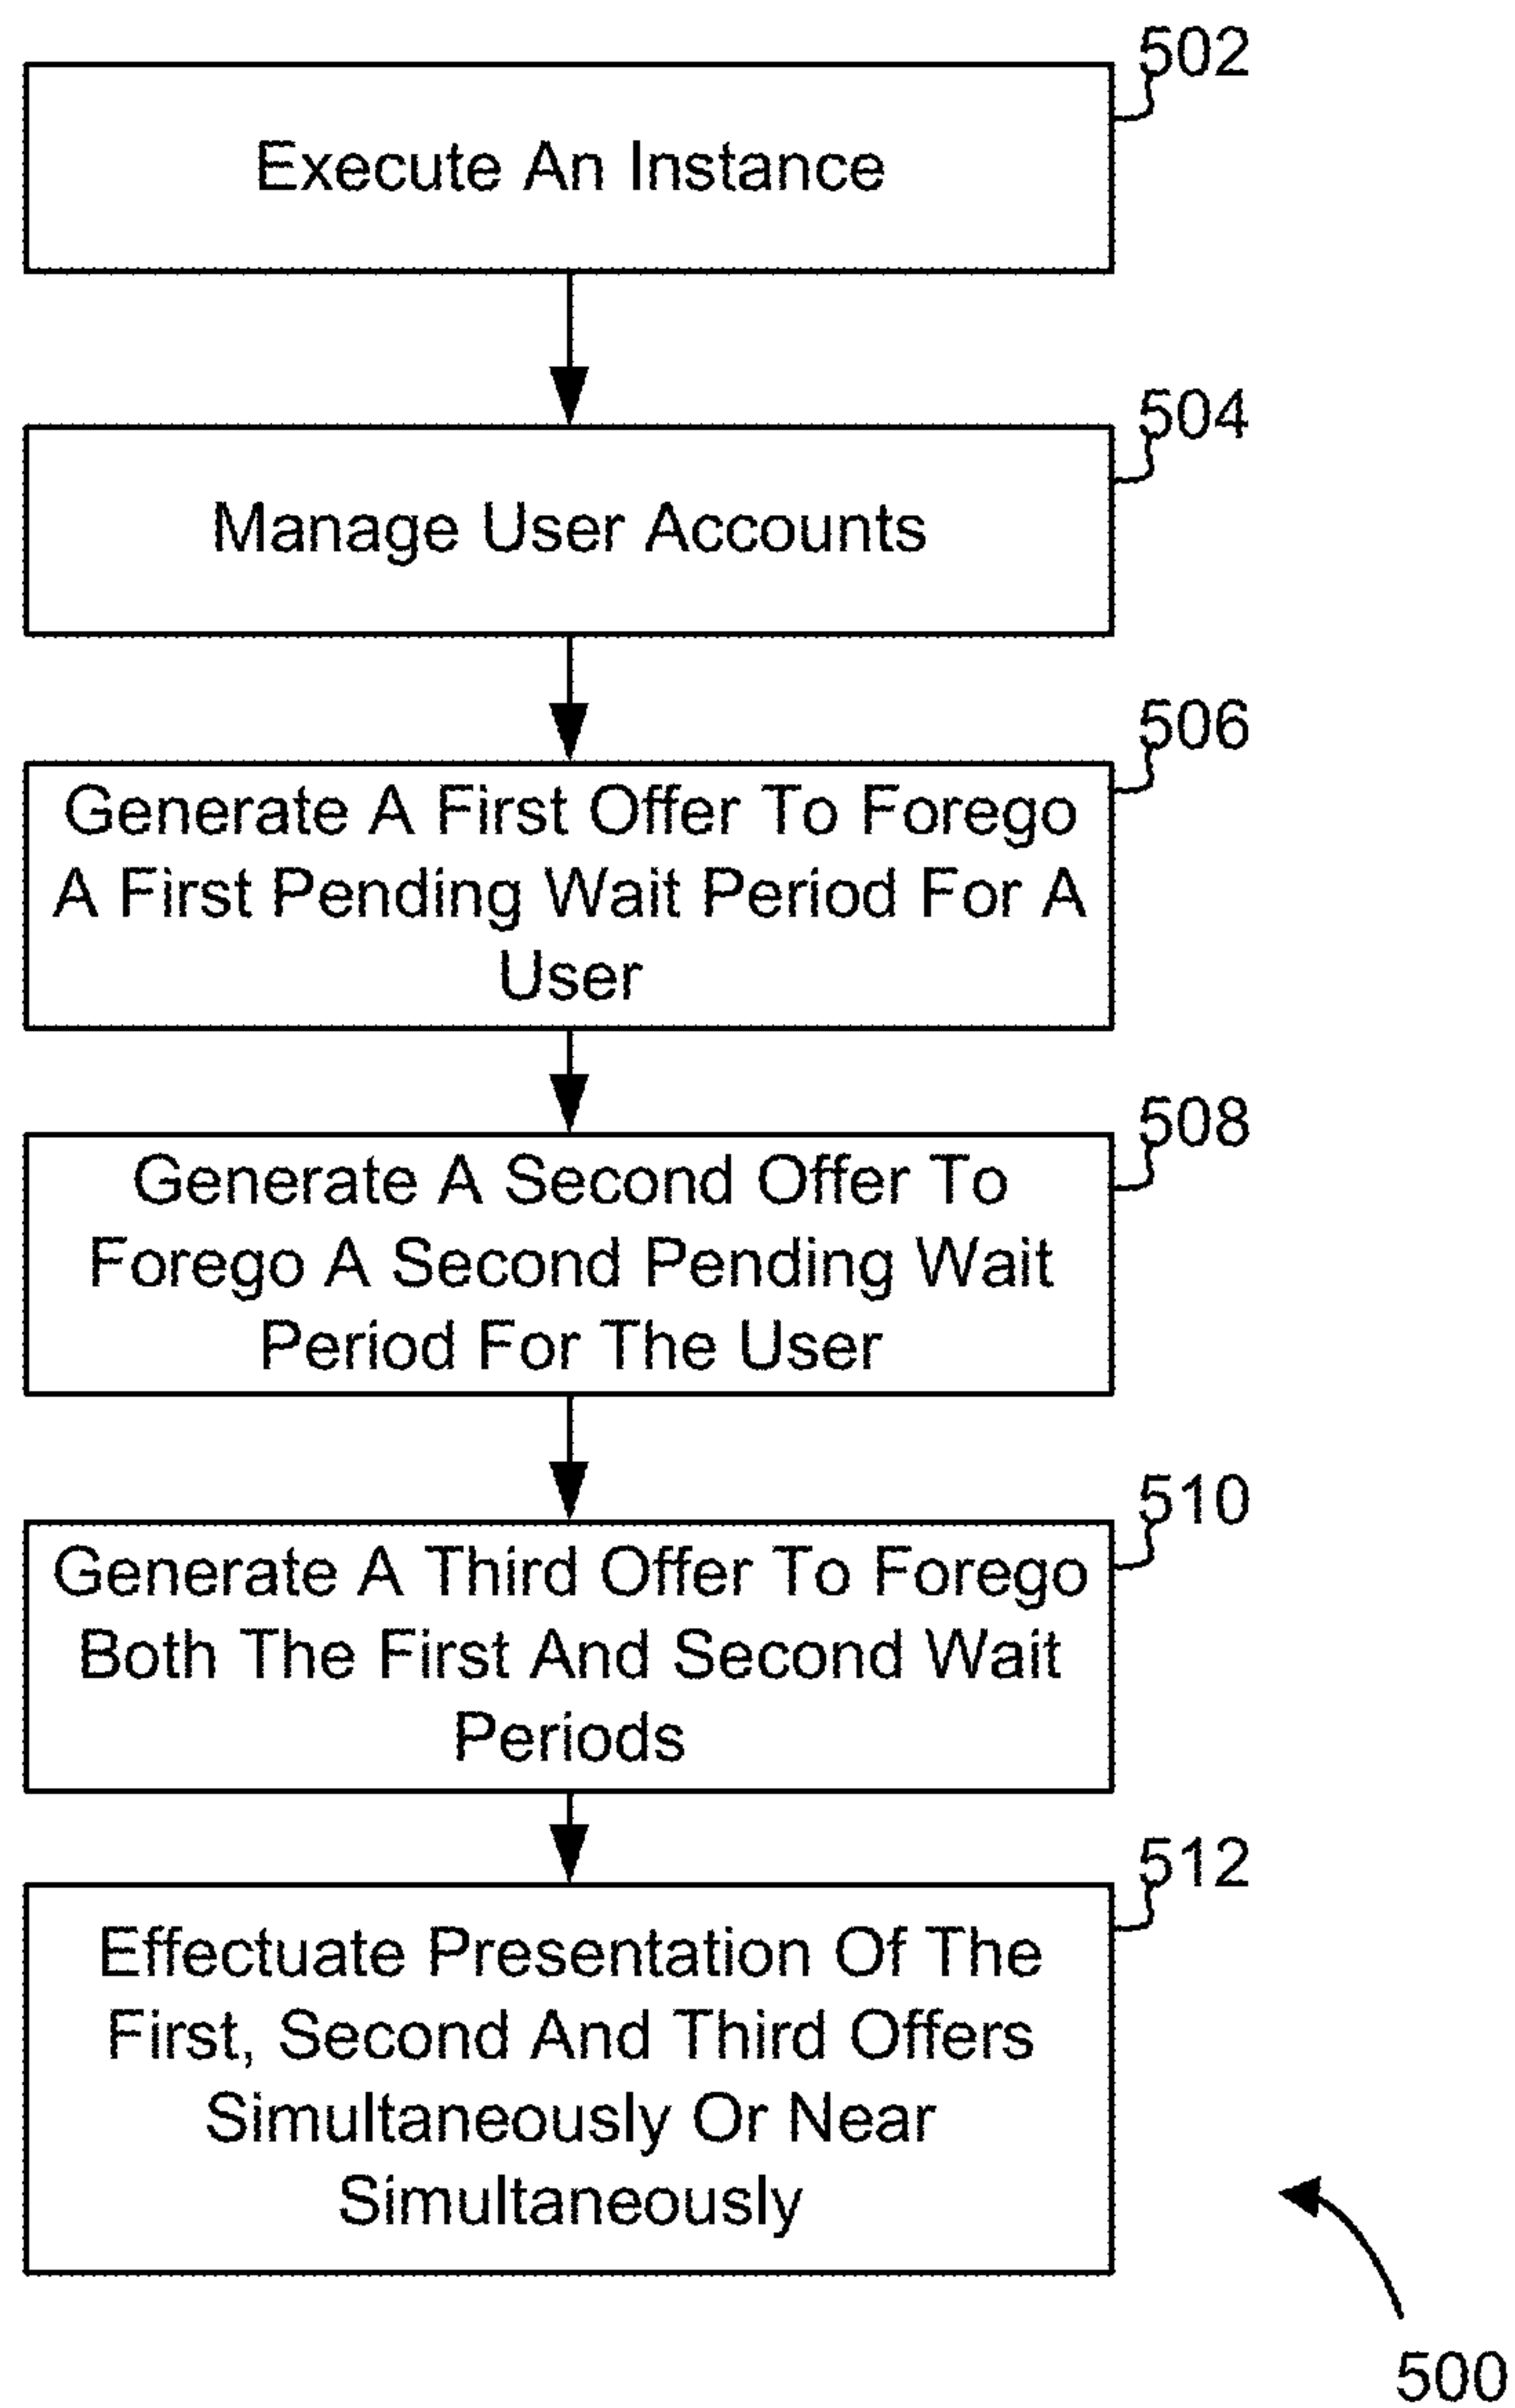 502
Execute An Instance
504
Manage User Accounts
506
Generate A First Offer To Forego
A First Pending Wait Period For A
User
508
Generate A Second Offer To
Forego A Second Pending Wait
Period For The User
510
Generate A Third Offer To Forego
Both The First And Second Wait
Periods
512
Effectuate Presentation Of The
First, Second And Third Offers
Simultaneously Or Near
Simultaneously
500